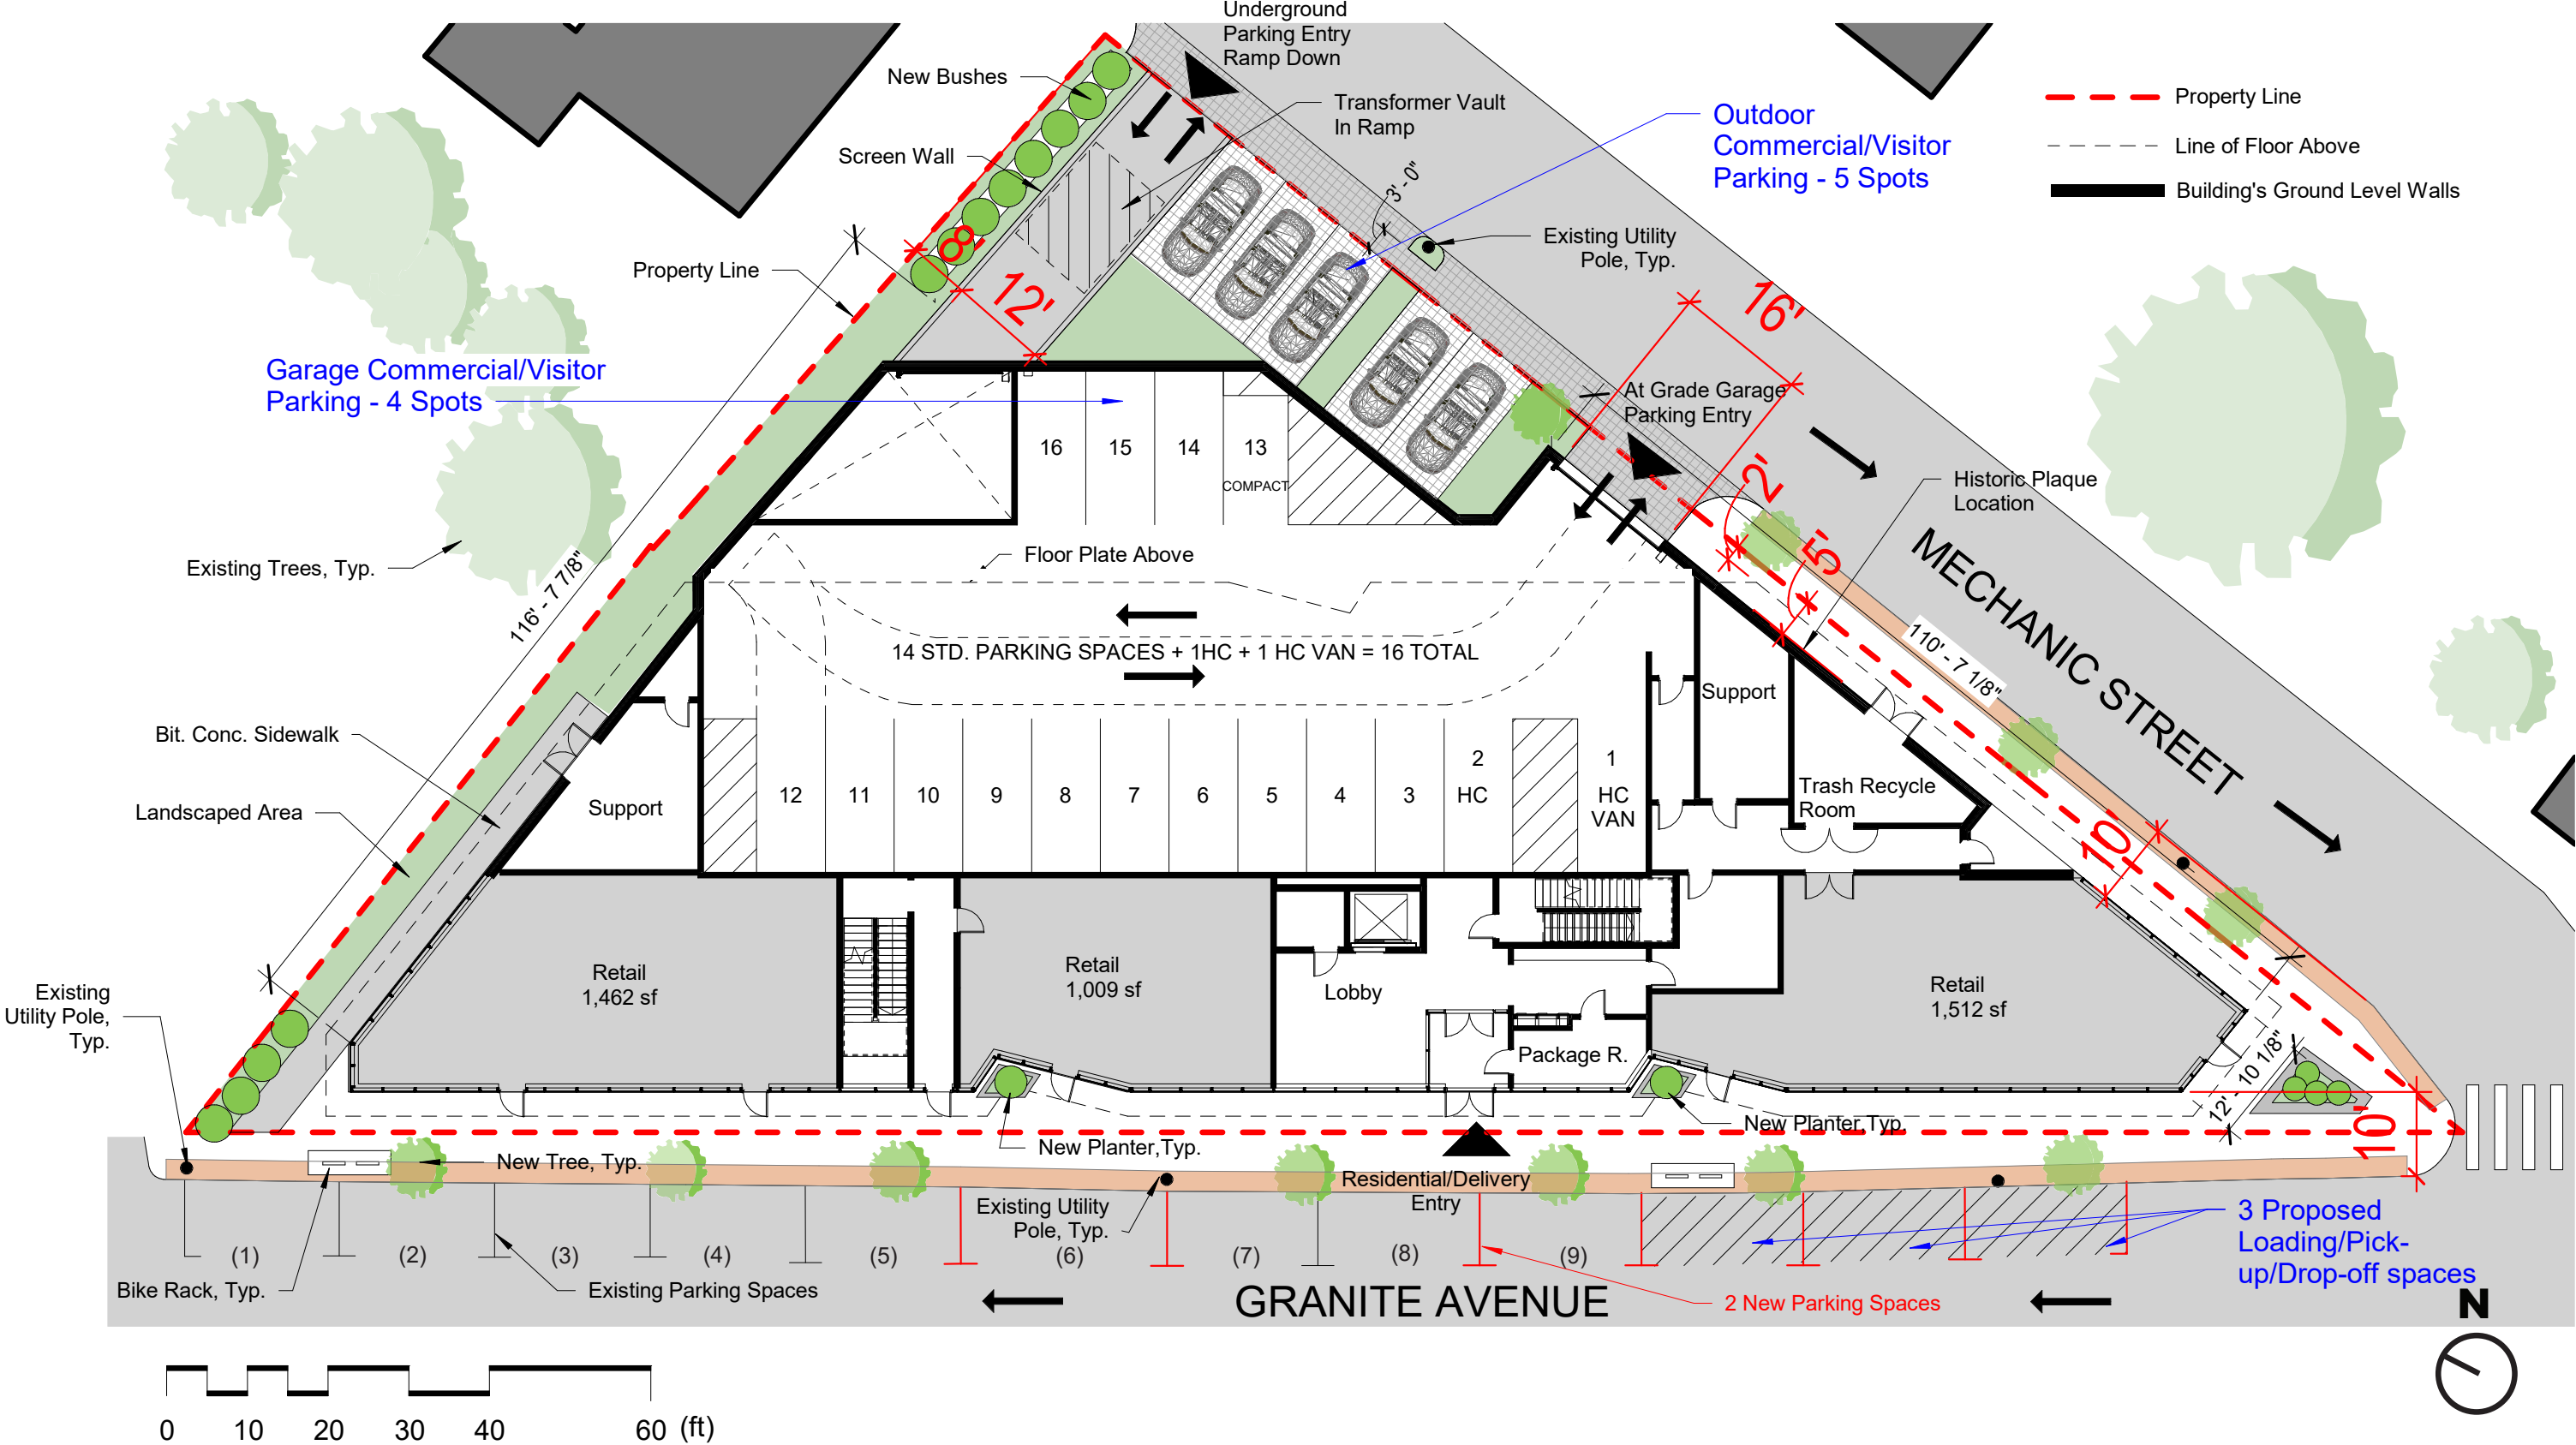 Underground
Parking Entry
Ramp Down
New Bushes
Transformer Vault
In Ramp
Screen Wall
Outdoor
Commercial/Visitor
Parking - 5 Spots
Property Line
Line of Floor Above
Building's Ground Level Walls
3' - 0"
Existing Utility
Pole, Typ.
Property Line
8
12'
16'
Garage Commercial/Visitor
Parking - 4 Spots
At Grade Garage
Parking Entry
16
15
14
13
COMPACT
2'
Historic Plaque
Location
5'
Floor Plate Above
Existing Trees, Typ.
116' - 7 7/8"
MECHANIC STREET
110' - 7 1/8"
14 STD. PARKING SPACES + 1HC + 1 HC VAN = 16 TOTAL
Support
Bit. Conc. Sidewalk
Landscaped Area
Support
12
11
10
9
8
7
6
5
4
3
2
HC
1
HC
VAN
Trash Recycle
Room
10
Existing
Utility Pole,
Typ.
Retail
1,462 sf
Retail
1,009 sf
Lobby
Package R.
Retail
1,512 sf
12' - 10 1/8"
10'
New Planter,Typ.
New Planter,Typ.
New Tree, Typ.
Residential/Delivery
Entry
Existing Utility
Pole, Typ.
(1)
(2)
(3)
(4)
(5)
(6)
(7)
(8)
(9)
3 Proposed
Loading/Pick-
up/Drop-off spaces
Bike Rack, Typ.
Existing Parking Spaces
GRANITE AVENUE
2 New Parking Spaces
N
0 10 20 30 40 60 (ft)